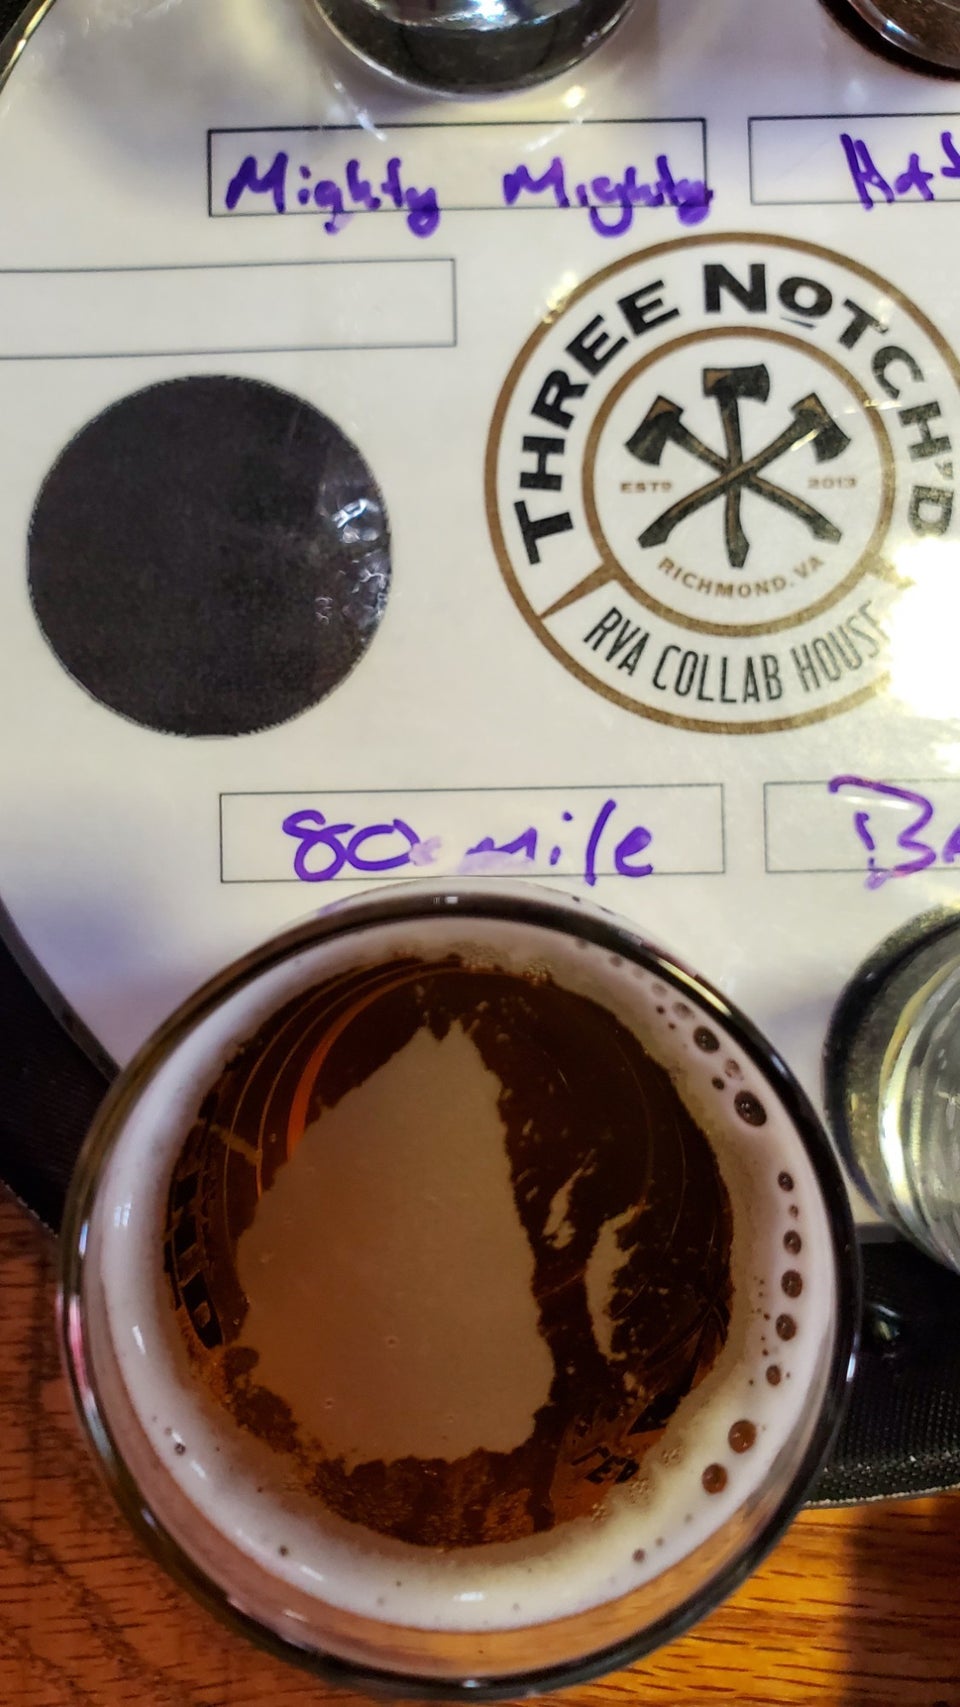 Mighty Mighty
THREE NOTCH'D
ESTD 2013
RICHMOND, VA
RVA COLLAB HOUSE
80 mile